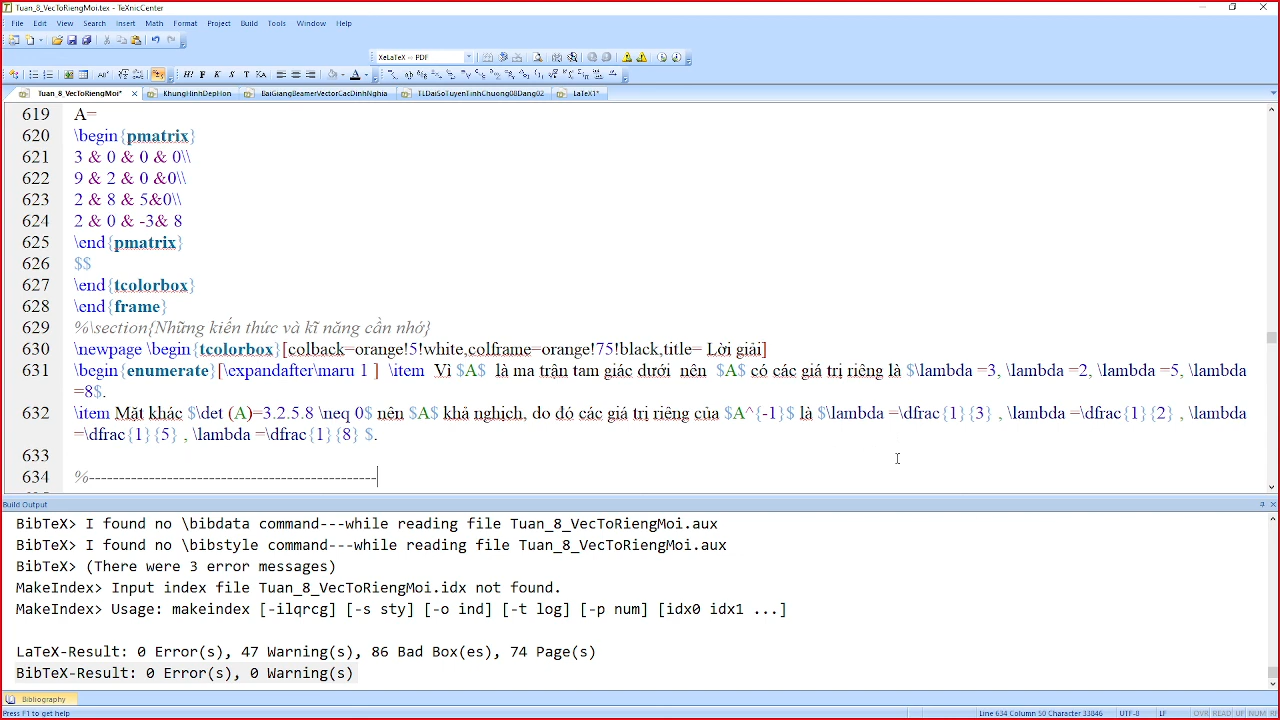 Tuan_8_VecToRiengMoi.tex - TeXnicCenter
File Edit View Search Insert Math Format Project Build Tools Window Help
XeLaTeX ⇨ PDF
Tuan_8_VecToRiengMoi* KhungHinhDepHon BaiGiangBeamerVectorCacDinhNghia TLDaiSoTuyenTinhChuong08Dang02 LaTeX1*
619 A=
620 \begin{pmatrix}
621 3 & 0 & 0 & 0\\
622 9 & 2 & 0 &0\\
623 2 & 8 & 5&0\\
624 2 & 0 & -3& 8
625 \end{pmatrix}
626 $$
627 \end{tcolorbox}
628 \end{frame}
629 %\section{Những kiến thức và kĩ năng cần nhớ}
630 \newpage \begin{tcolorbox}[colback=orange!5!white,colframe=orange!75!black,title= Lời giải]
631 \begin{enumerate}[\expandafter\maru 1 ] \item Vì $A$ là ma trận tam giác dưới nên $A$ có các giá trị riêng là $\lambda =3, \lambda =2, \lambda =5, \lambda
=8$.
632 \item Mặt khác $\det (A)=3.2.5.8 \neq 0$ nên $A$ khả nghịch, do đó các giá trị riêng của $A^{-1}$ là $\lambda =\dfrac{1}{3} , \lambda =\dfrac{1}{2} , \lambda
=\dfrac{1}{5} , \lambda =\dfrac{1}{8} $.
633
634 %------------------------------------------------
Build Output
BibTeX> I found no \bibdata command---while reading file Tuan_8_VecToRiengMoi.aux
BibTeX> I found no \bibstyle command---while reading file Tuan_8_VecToRiengMoi.aux
BibTeX> (There were 3 error messages)
MakeIndex> Input index file Tuan_8_VecToRiengMoi.idx not found.
MakeIndex> Usage: makeindex [-ilqrcg] [-s sty] [-o ind] [-t log] [-p num] [idx0 idx1 ...]
LaTeX-Result: 0 Error(s), 47 Warning(s), 86 Bad Box(es), 74 Page(s)
BibTeX-Result: 0 Error(s), 0 Warning(s)
Bibliography
Press F1 to get help Line 634 Column 50 Character 33846 UTF-8 LF OVR READ UF NUM